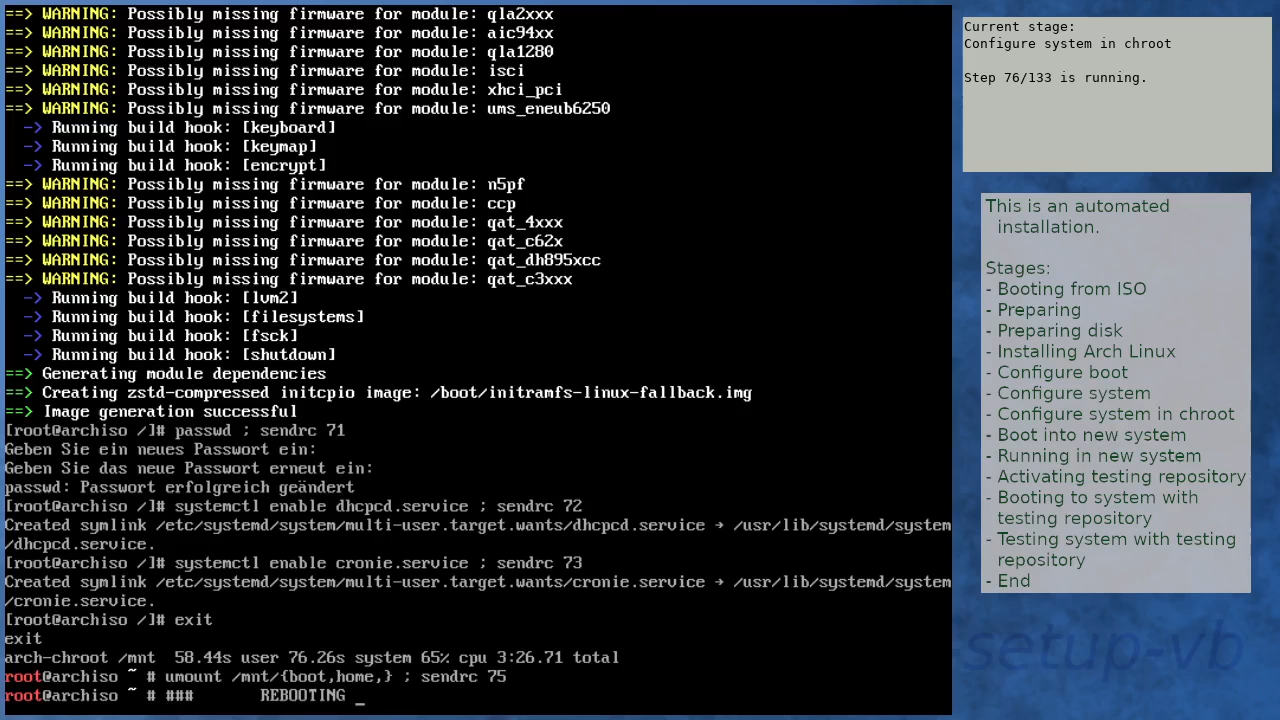 ==> WARNING: Possibly missing firmware for module: qla2xxx
==> WARNING: Possibly missing firmware for module: aic94xx
==> WARNING: Possibly missing firmware for module: qla1280
==> WARNING: Possibly missing firmware for module: isci
==> WARNING: Possibly missing firmware for module: xhci_pci
==> WARNING: Possibly missing firmware for module: ums_eneub6250
  -> Running build hook: [keyboard]
  -> Running build hook: [keymap]
  -> Running build hook: [encrypt]
==> WARNING: Possibly missing firmware for module: n5pf
==> WARNING: Possibly missing firmware for module: ccp
==> WARNING: Possibly missing firmware for module: qat_4xxx
==> WARNING: Possibly missing firmware for module: qat_c62x
==> WARNING: Possibly missing firmware for module: qat_dh895xcc
==> WARNING: Possibly missing firmware for module: qat_c3xxx
  -> Running build hook: [lvm2]
  -> Running build hook: [filesystems]
  -> Running build hook: [fsck]
  -> Running build hook: [shutdown]
==> Generating module dependencies
==> Creating zstd-compressed initcpio image: /boot/initramfs-linux-fallback.img
==> Image generation successful
[root@archiso /]# passwd ; sendrc 71
Geben Sie ein neues Passwort ein:
Geben Sie das neue Passwort erneut ein:
passwd: Passwort erfolgreich geändert
[root@archiso /]# systemctl enable dhcpcd.service ; sendrc 72
Created symlink /etc/systemd/system/multi-user.target.wants/dhcpcd.service → /usr/lib/systemd/system
/dhcpcd.service.
[root@archiso /]# systemctl enable cronie.service ; sendrc 73
Created symlink /etc/systemd/system/multi-user.target.wants/cronie.service → /usr/lib/systemd/system
/cronie.service.
[root@archiso /]# exit
exit
arch-chroot /mnt  58.44s user 76.26s system 65% cpu 3:26.71 total
root@archiso ~ # umount /mnt/{boot,home,} ; sendrc 75
root@archiso ~ # ###       REBOOTING _
Current stage:
Configure system in chroot
Step 76/133 is running.
This is an automated
installation.
Stages:
- Booting from ISO
- Preparing
- Preparing disk
- Installing Arch Linux
- Configure boot
- Configure system
- Configure system in chroot
- Boot into new system
- Running in new system
- Activating testing repository
- Booting to system with
testing repository
- Testing system with testing
repository
- End
-setup-vb